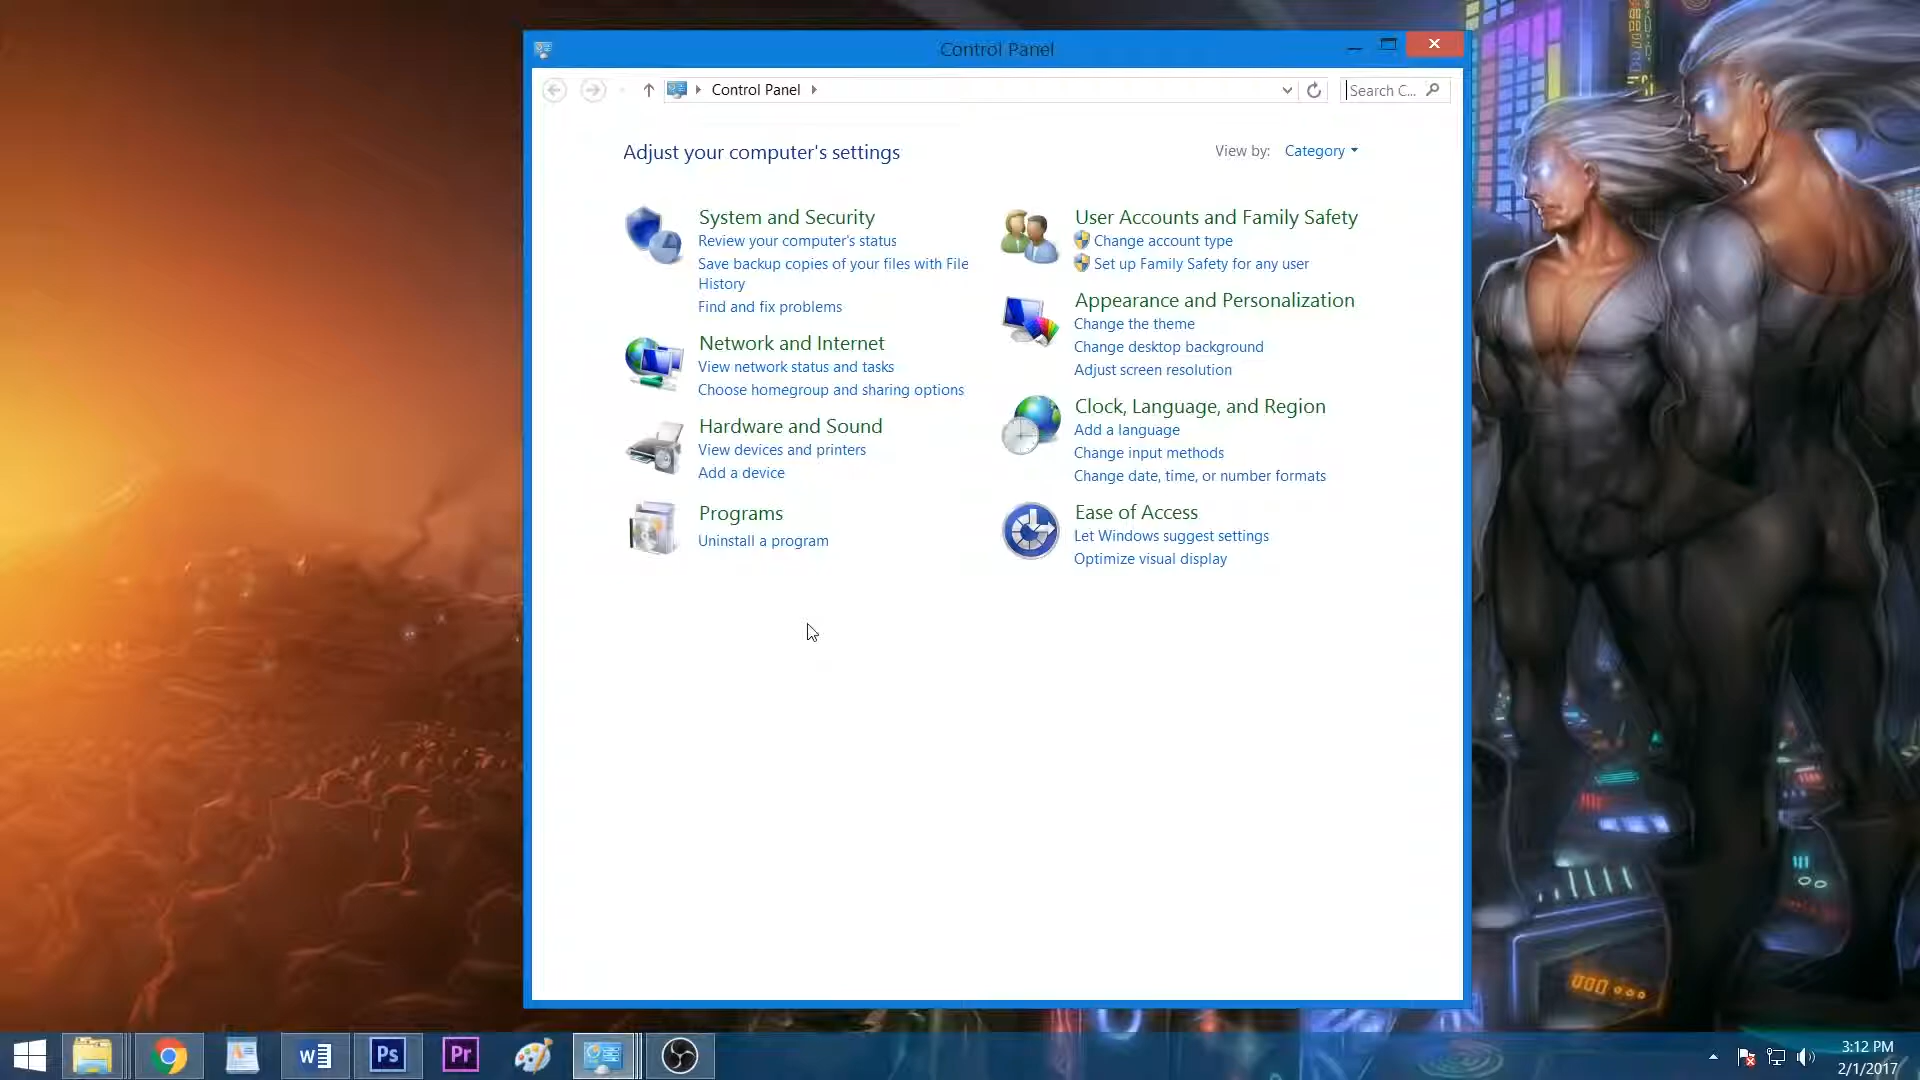 Control Panel
Control Panel
Search C...
Adjust your computer's settings
View by: Category
System and Security
Review your computer's status
Save backup copies of your files with File
History
Find and fix problems
Network and Internet
View network status and tasks
Choose homegroup and sharing options
Hardware and Sound
View devices and printers
Add a device
Programs
Uninstall a program
User Accounts and Family Safety
Change account type
Set up Family Safety for any user
Appearance and Personalization
Change the theme
Change desktop background
Adjust screen resolution
Clock, Language, and Region
Add a language
Change input methods
Change date, time, or number formats
Ease of Access
Let Windows suggest settings
Optimize visual display
W
Ps
Pr
3:12 PM
2/1/2017